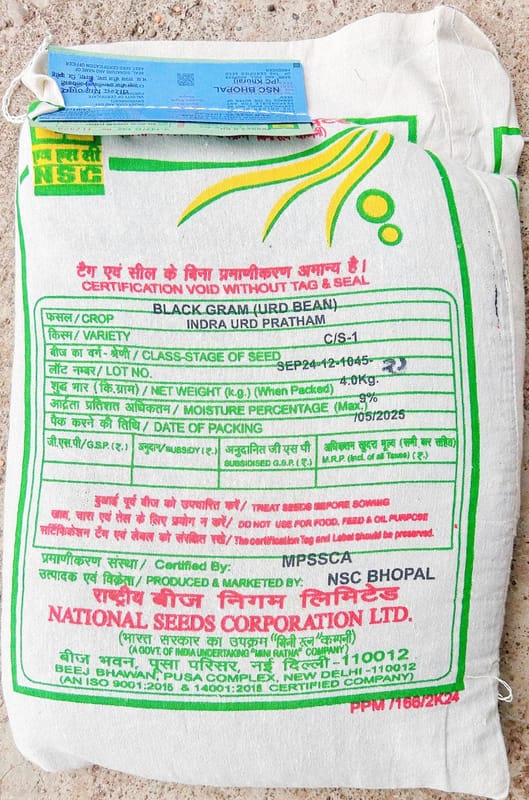 NSC BHOPAL
(UPC Khurai)
एन एस सी
NSC
टैग एवं सील के बिना प्रमाणीकरण अमान्य है।
CERTIFICATION VOID WITHOUT TAG & SEAL
फसल/CROP BLACK GRAM (URD BEAN)
किस्म/VARIETY INDRA URD PRATHAM
बीज का वर्ग-श्रेणी/CLASS-STAGE OF SEED C/S-1
लॉट नम्बर/LOT NO. SEP24-12-1045-
शुद्ध भार (कि.ग्राम)/NET WEIGHT (k.g.) (When Packed) 4.0Kg.
आर्द्रता प्रतिशत अधिकतम/MOISTURE PERCENTAGE (Max.) 9%
पैक करने की तिथि/DATE OF PACKING /05/2025
जी.एस.पी/G.S.P. (₹.) अनुदान/SUBSIDY (₹.) अनुदानित जी एस पी अधिकतम खुदरा मूल्य (सभी कर सहित)
SUBSIDISED G.S.P. (₹.) M.R.P. (Incl. of all Taxes) (₹.)
बुआई पूर्व बीज को उपचारित करें/ TREAT SEEDS BEFORE SOWING
खाद्य, चारा एवं तेल के लिए प्रयोग न करें/ DO NOT USE FOR FOOD, FEED & OIL PURPOSE
सर्टिफिकेशन टैग एवं लेबल को संरक्षित रखें/The certification Tag and Label should be preserved.
प्रमाणीकरण संस्था/ Certified By: MPSSCA
उत्पादक एवं विक्रेता/ PRODUCED & MARKETED BY: NSC BHOPAL
राष्ट्रीय बीज निगम लिमिटेड
NATIONAL SEEDS CORPORATION LTD.
(भारत सरकार का उपक्रम "मिनी रत्न" कम्पनी)
(A GOVT. OF INDIA UNDERTAKING "MINI RATNA" COMPANY)
बीज भवन, पूसा परिसर, नई दिल्ली-110012
BEEJ BHAWAN, PUSA COMPLEX, NEW DELHI-110012
(AN ISO 9001:2015 & 14001:2015 CERTIFIED COMPANY)
PPM /166/2K24